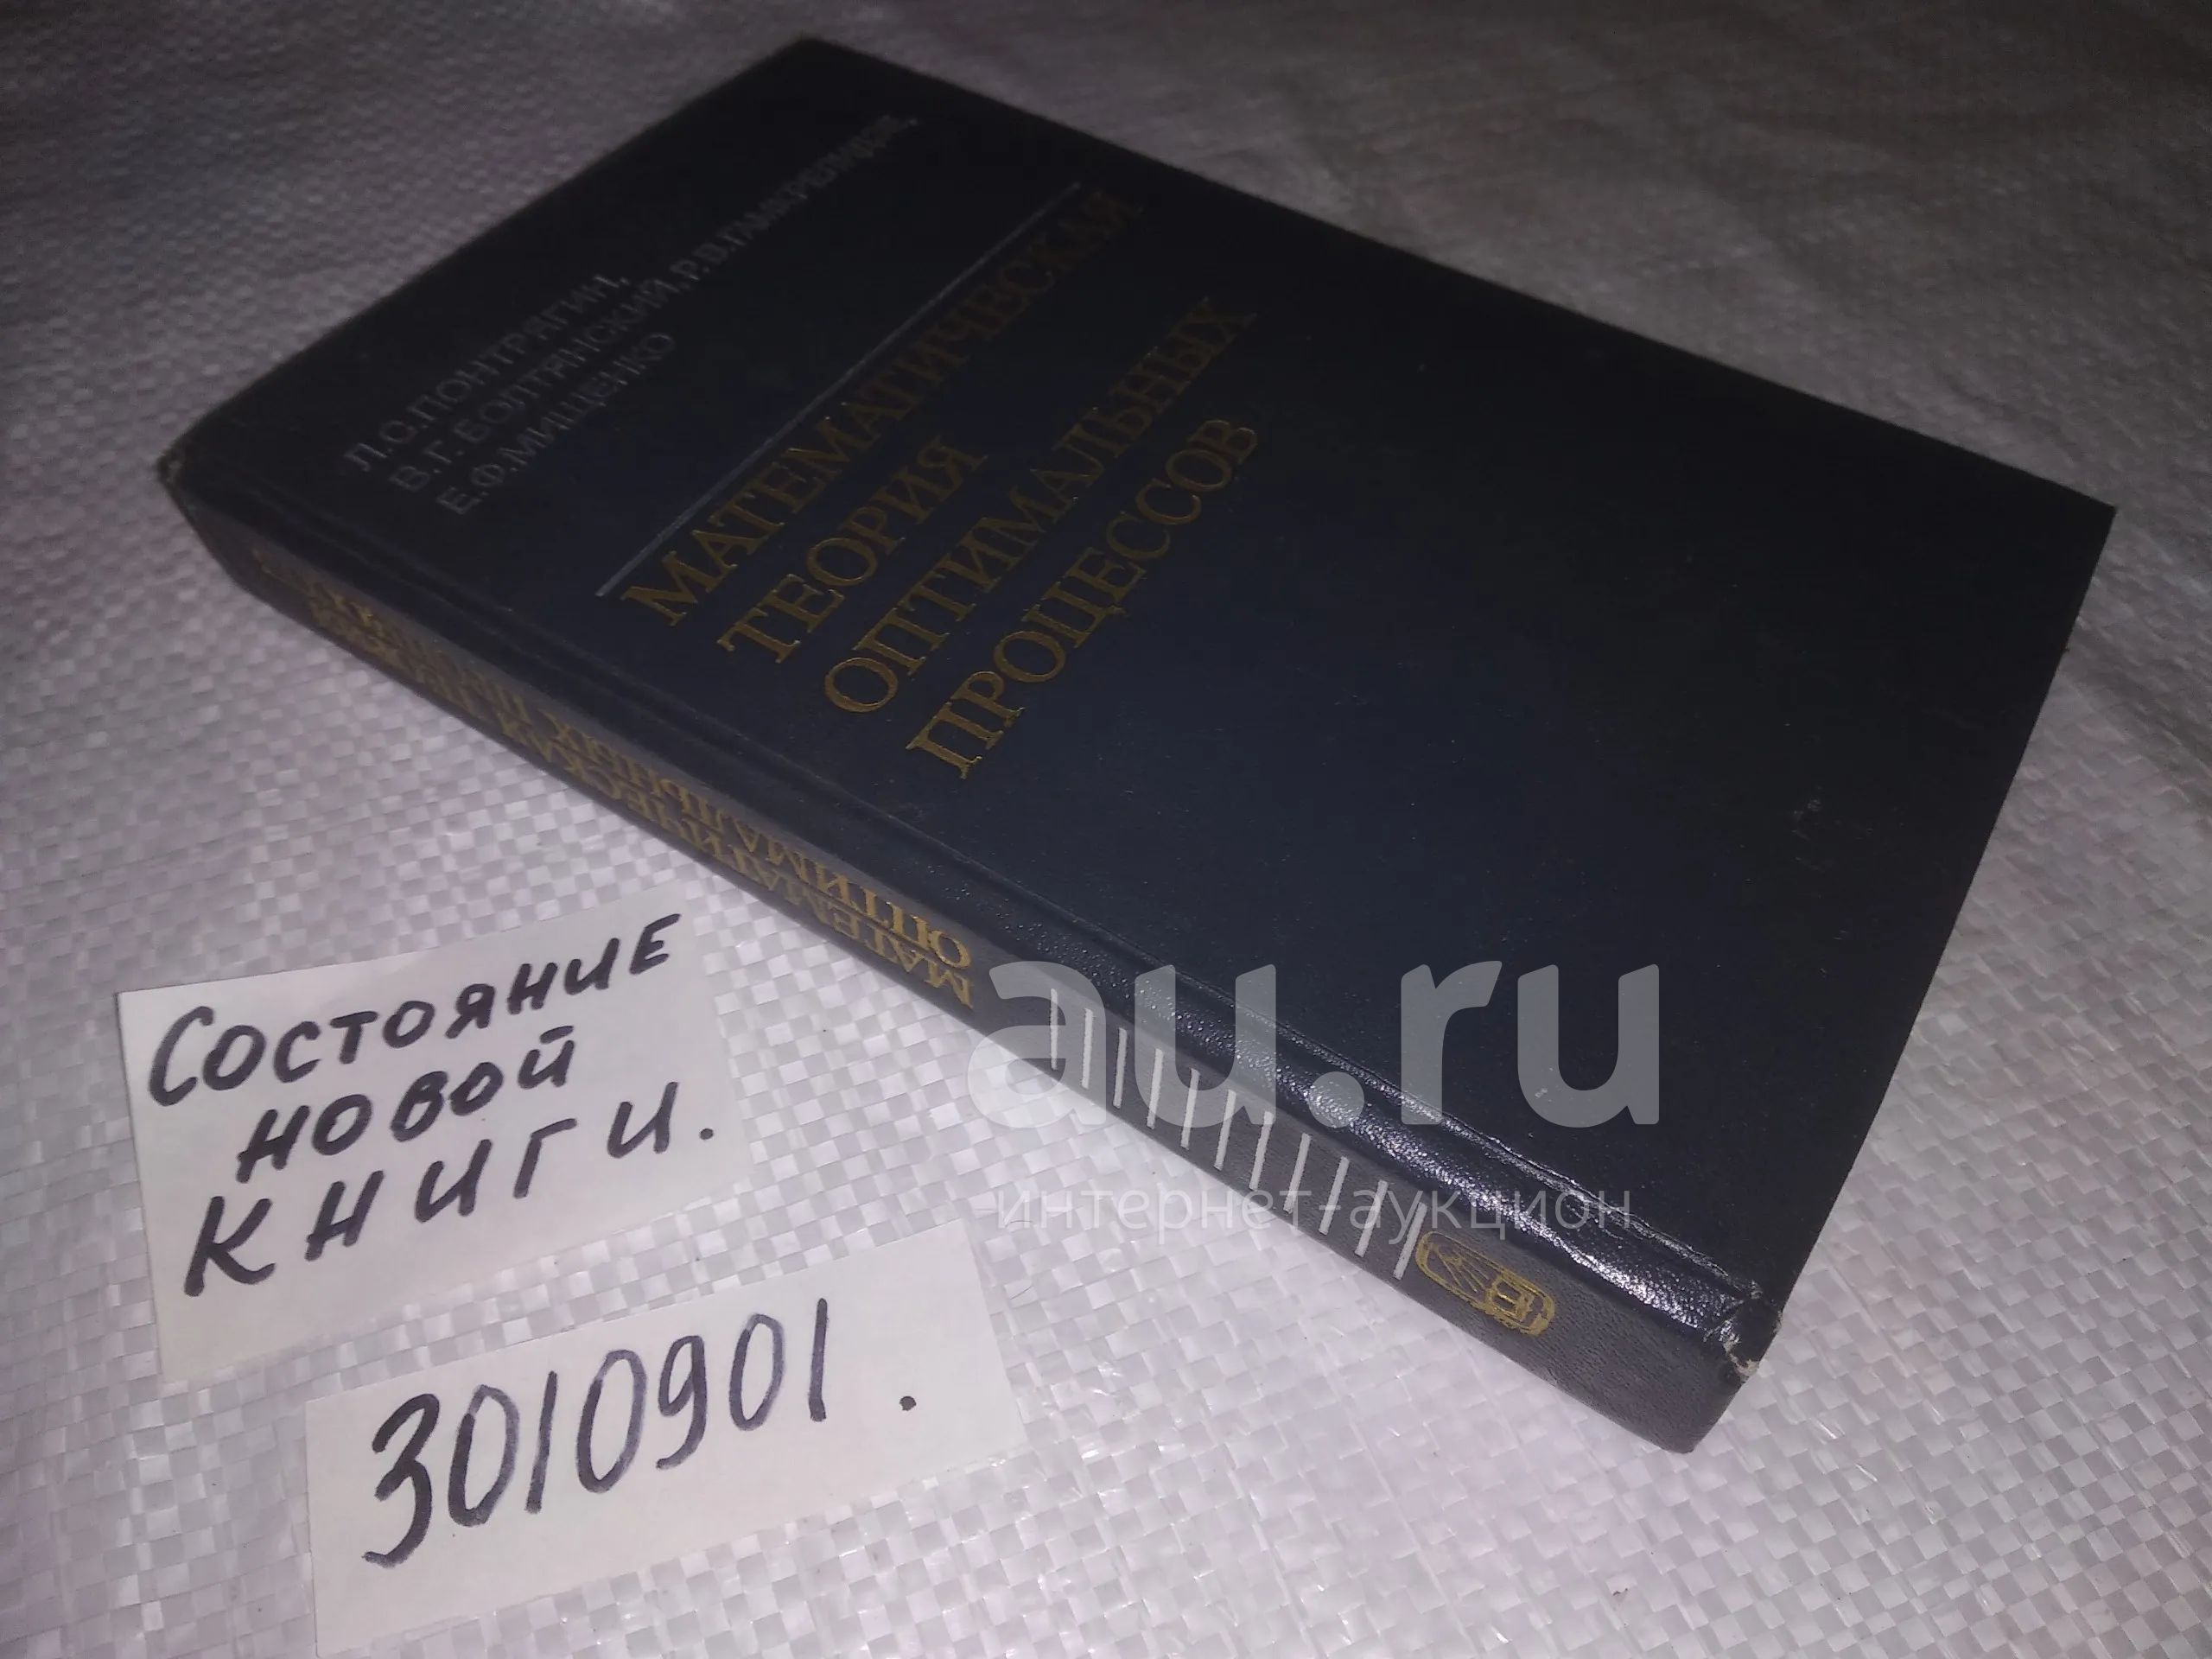 Л.С.ПОНТРЯГИН,
В.Г.БОЛТЯНСКИЙ, Р.В.ГАМКРЕЛИДЗЕ,
Е.Ф.МИЩЕНКО
МАТЕМАТИЧЕСКАЯ
ТЕОРИЯ
ОПТИМАЛЬНЫХ
ПРОЦЕССОВ
МАТЕМАТИЧЕСКАЯ
ОПТИМАЛЬНЫХ
au.ru
интернет-аукцион
Состояние
новой
книги.
3010901.